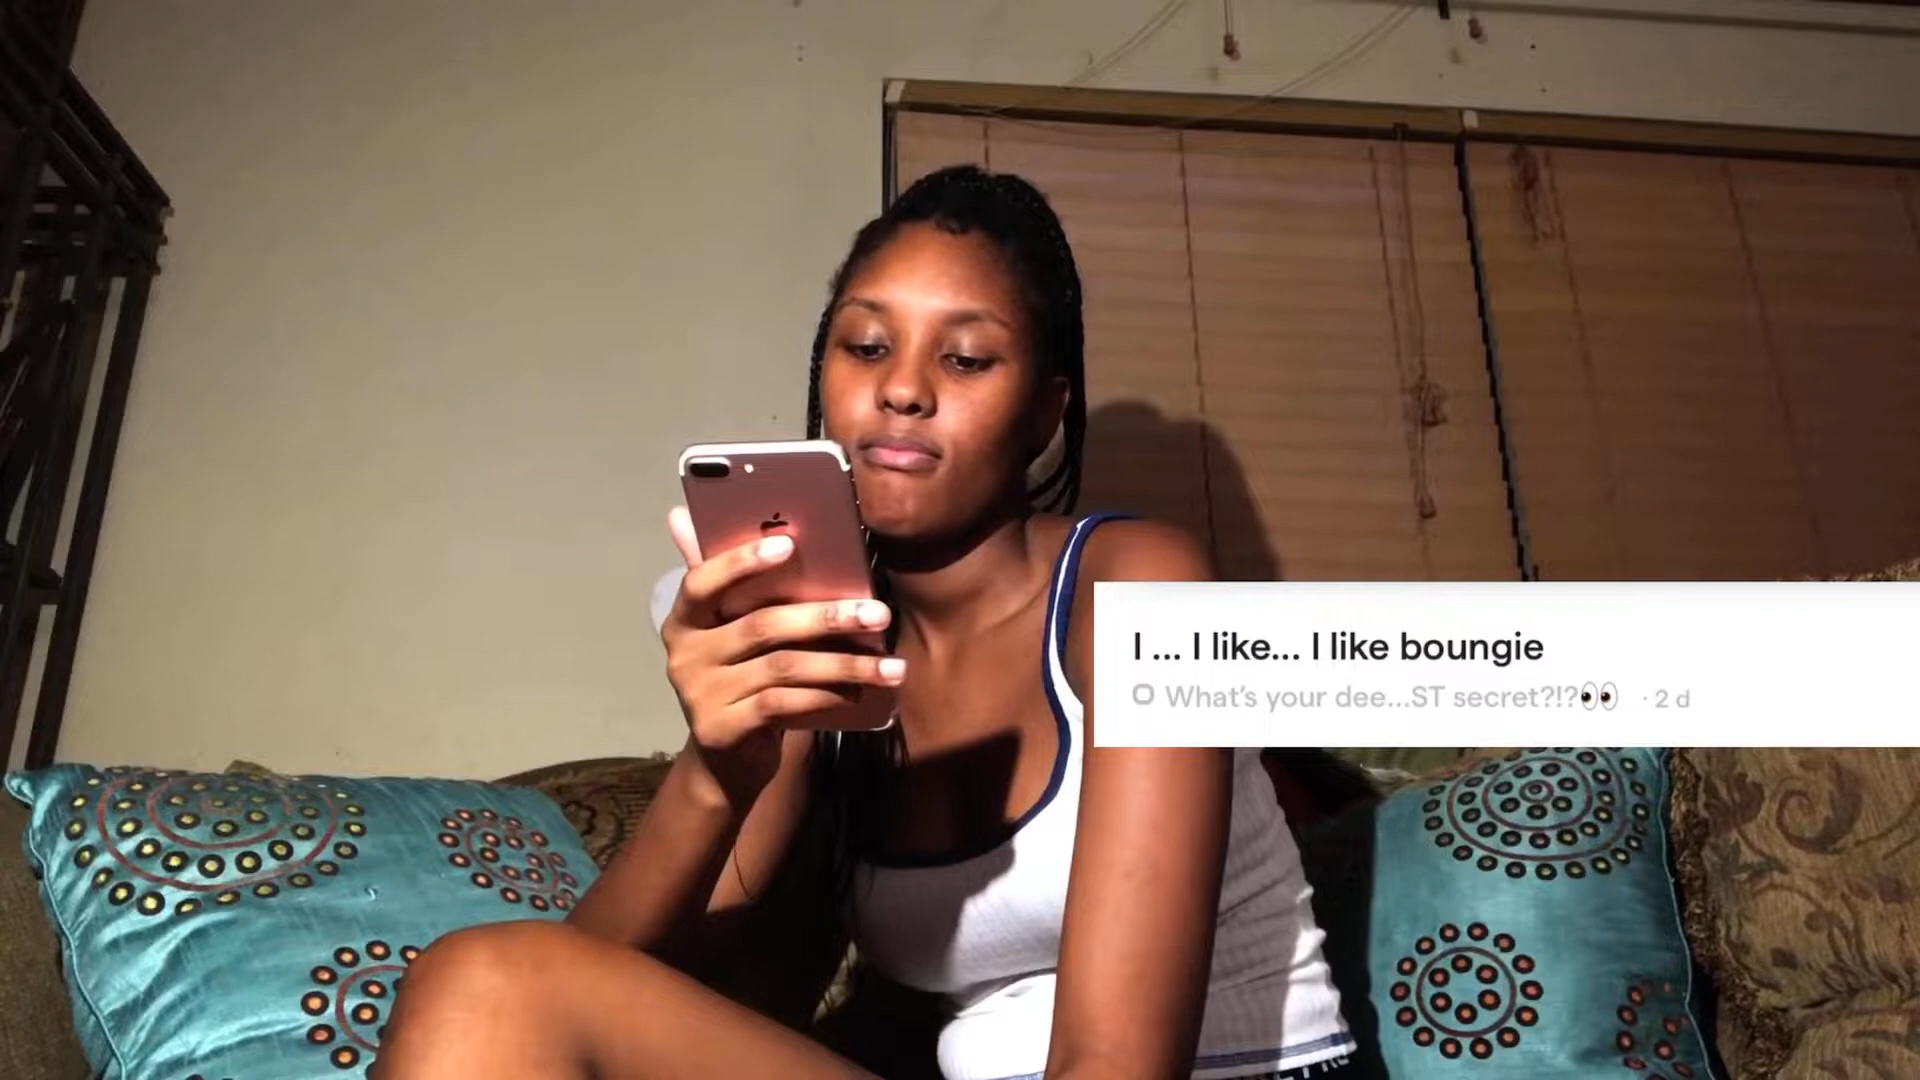 I ... I like... I like boungie
What's your dee...ST secret?!?👀 · 2 d